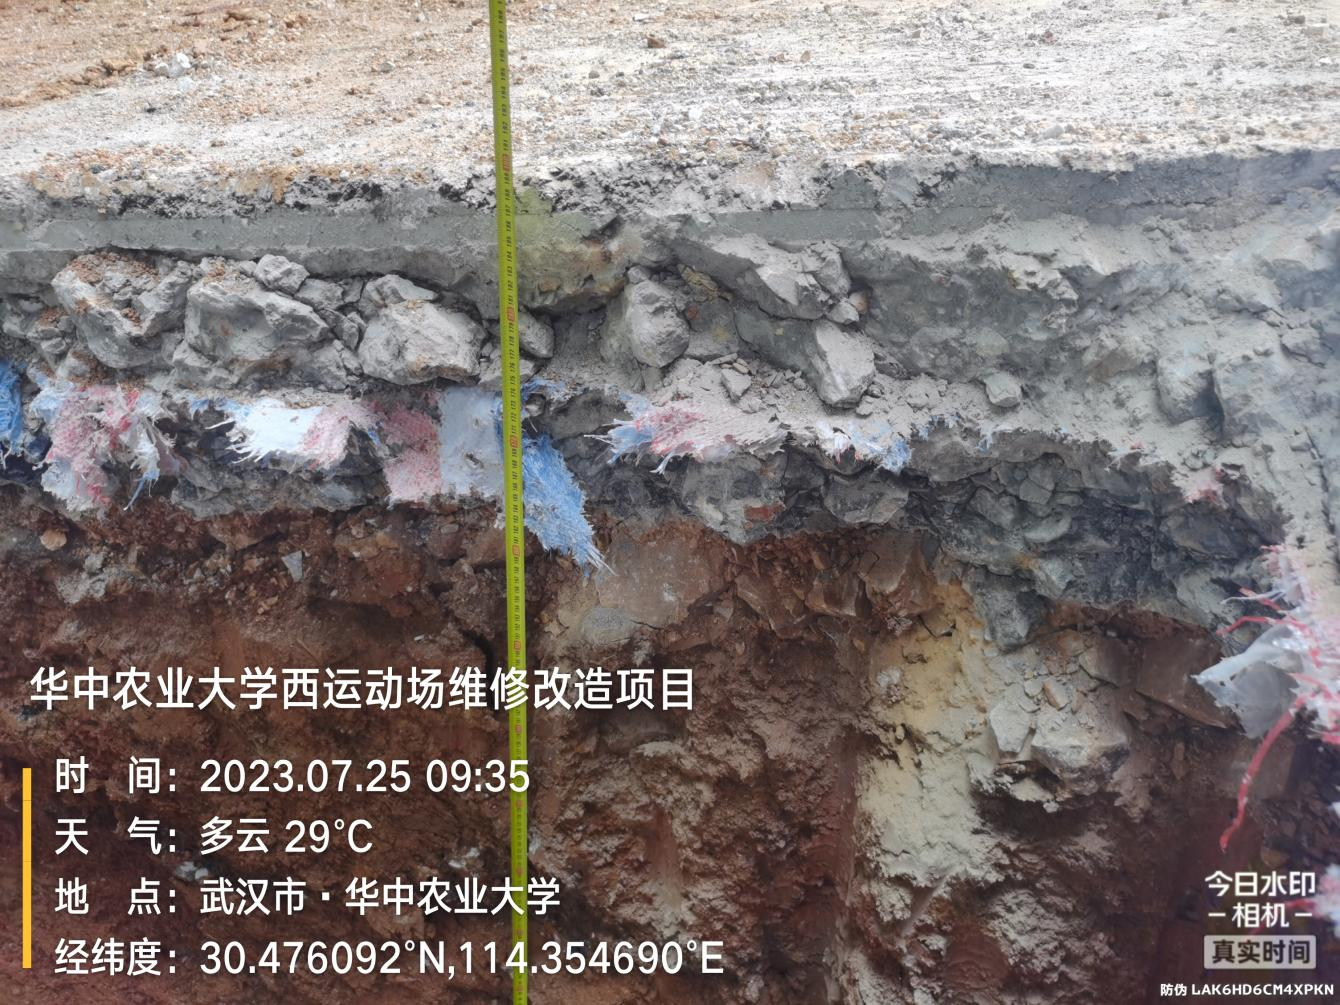 华中农业大学西运动场维修改造项目
时 间：2023.07.25 09:35
天 气：多云 29℃
地 点：武汉市·华中农业大学
经纬度：30.476092°N,114.354690°E
今日水印
相机
真实时间
防伪 LAK6HD6CM4XPKN